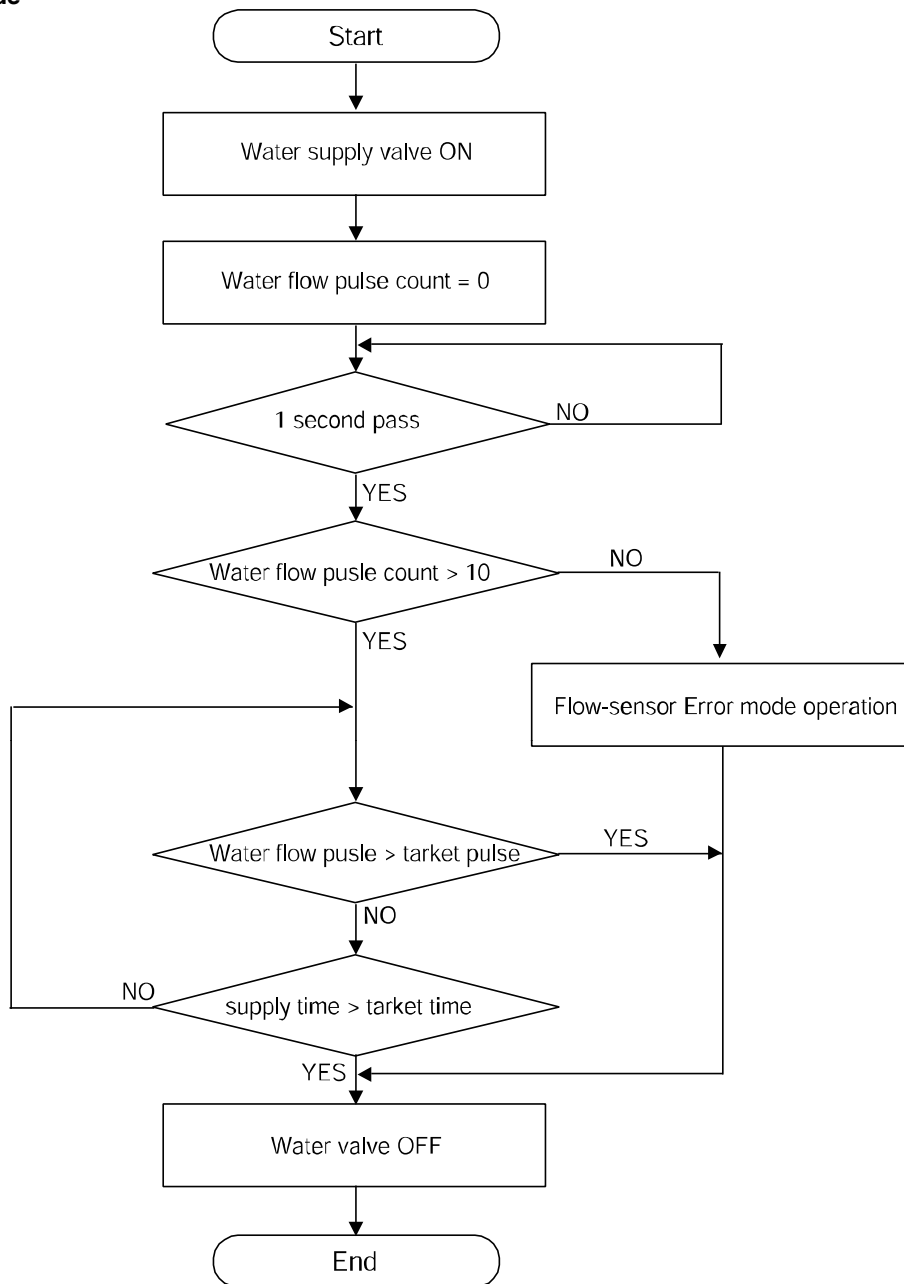 Start
Water supply valve ON
Water flow pulse count = 0
1 second pass
NO
YES
Water flow pusle count > 10
NO
YES
Flow-sensor Error mode operation
Water flow pusle > tarket pulse
YES
NO
supply time > tarket time
NO
YES
Water valve OFF
End